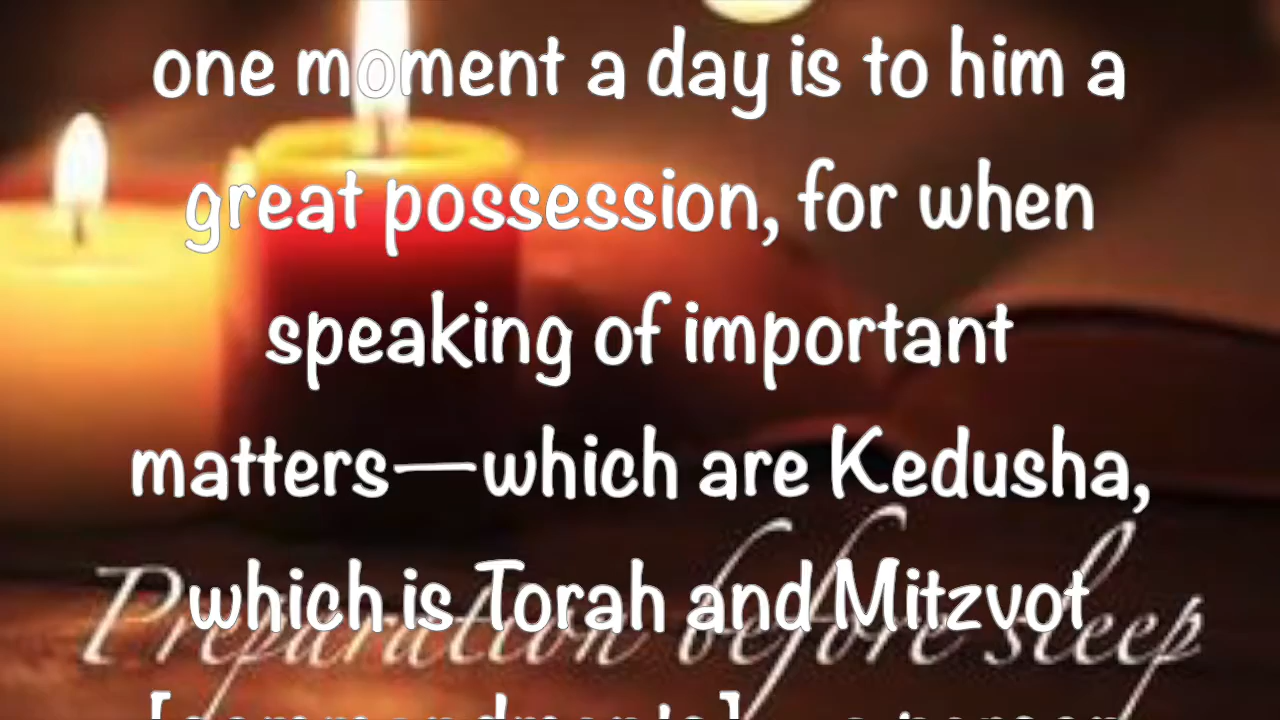 one moment a day is to him a
great possession, for when
speaking of important
matters—which are Kedusha,
which is Torah and Mitzvot
Preparation before sleep
[commandments]